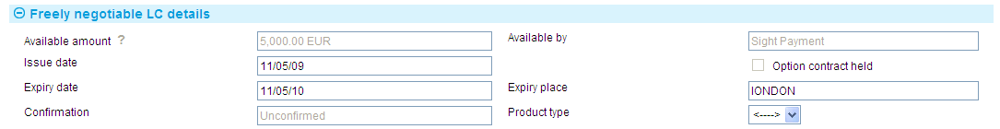 Freely negotiable LC details
Available amount ? 5,000.00 EUR Available by Sight Payment
Issue date 11/05/09 Option contract held
Expiry date 11/05/10 Expiry place lONDON
Confirmation Unconfirmed Product type <---->